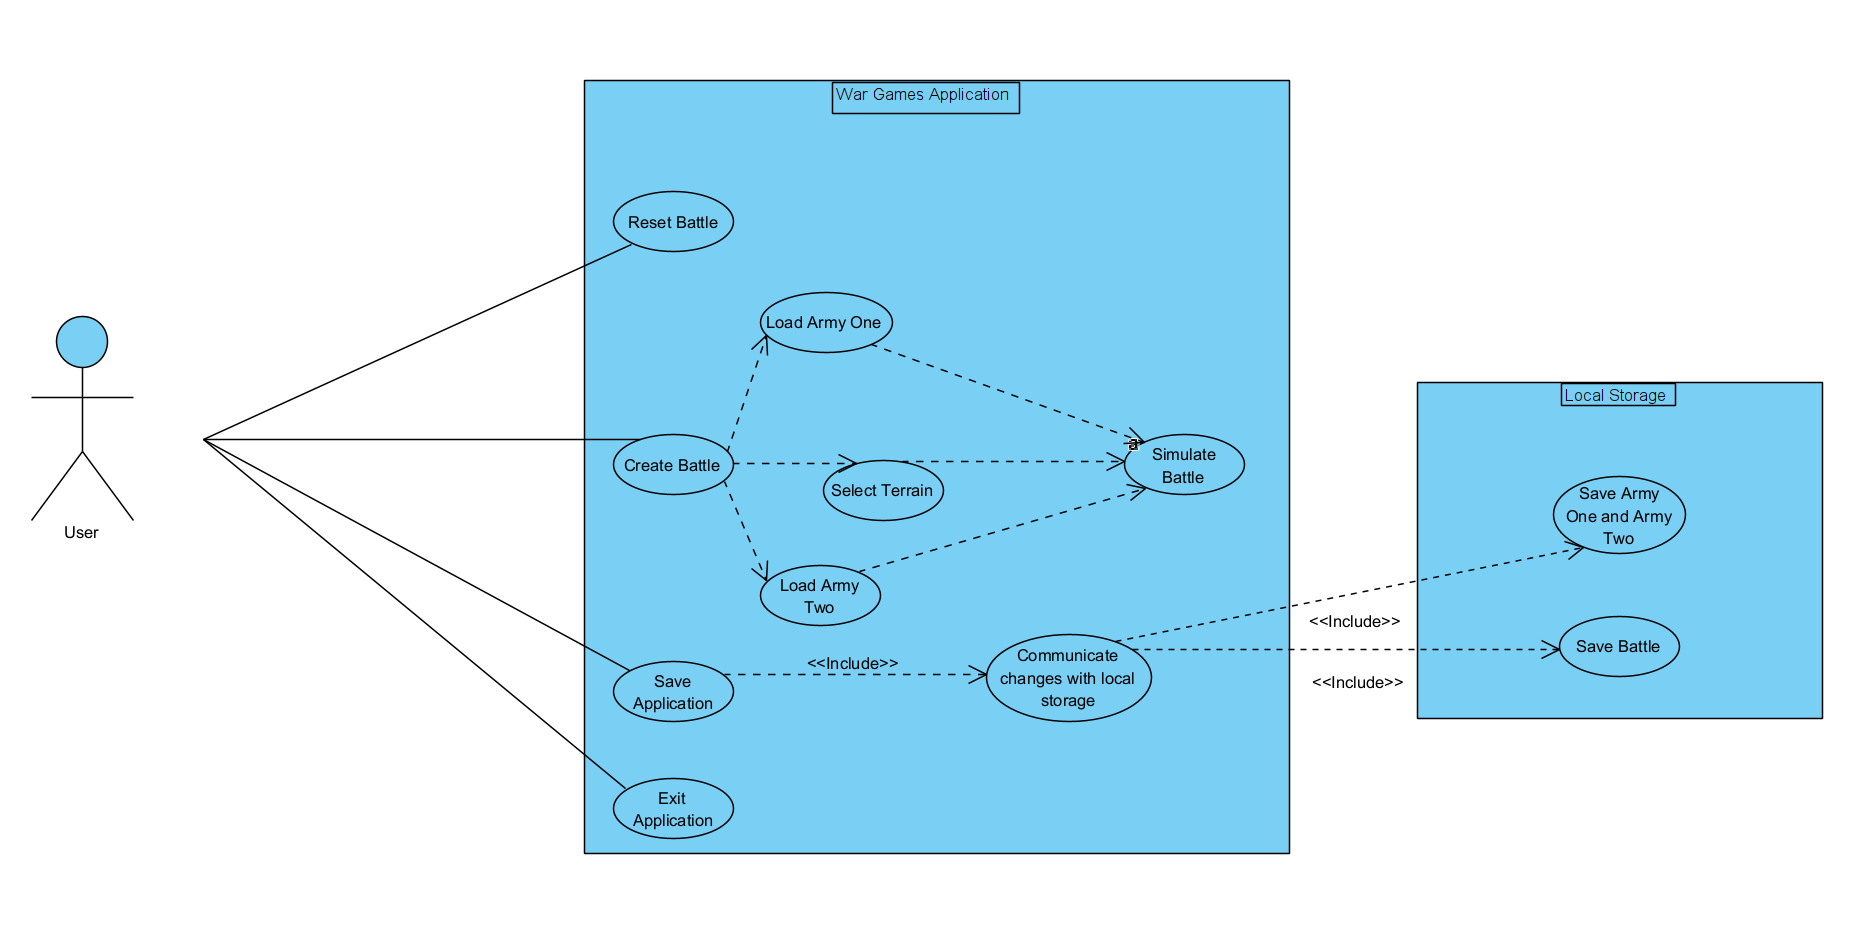 War Games Application
Reset Battle
Load Army One
Local Storage
Create Battle
Select Terrain
a
Simulate
Battle
Save Army
One and Army
Two
User
Load Army
Two
<<Include>>
Save
Application
<<Include>>
Communicate
changes with local
storage
Save Battle
<<Include>>
Exit
Application